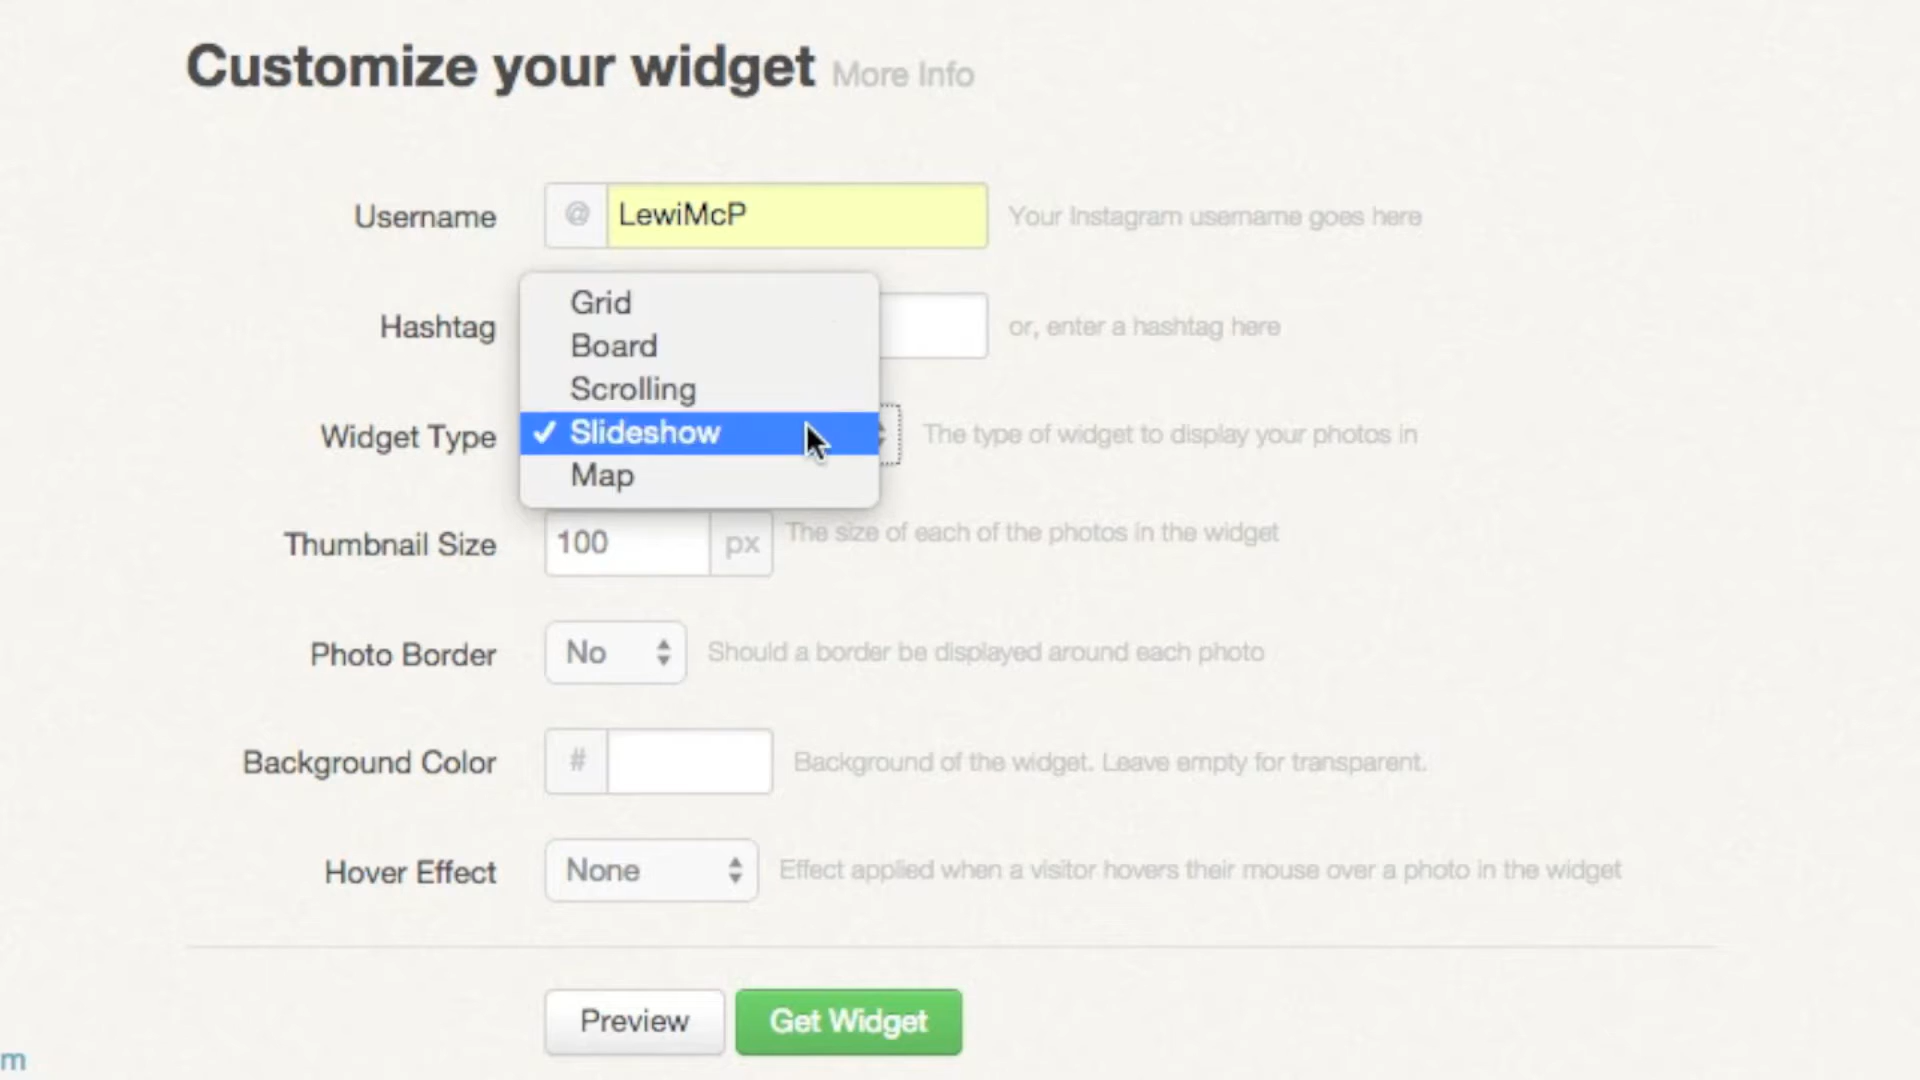 Customize your widget More Info
Username @ LewiMcP Your Instagram username goes here
Grid
Hashtag or, enter a hashtag here
Board
Scrolling
Widget Type ✓ Slideshow The type of widget to display your photos in
Map
Thumbnail Size 100 px The size of each of the photos in the widget
Photo Border No Should a border be displayed around each photo
Background Color # Background of the widget. Leave empty for transparent.
Hover Effect None Effect applied when a visitor hovers their mouse over a photo in the widget
Preview Get Widget
m